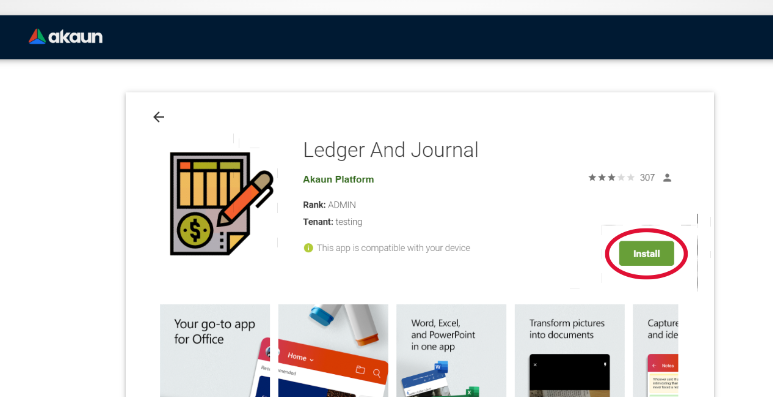 akaun
Ledger And Journal
Akaun Platform
307
Rank: ADMIN
Tenant: testing
This app is compatible with your device
Install
Your go-to app
for Office
Home
Word, Excel,
and PowerPoint
in one app
Transform pictures
into documents
Capture
and ide
Notes